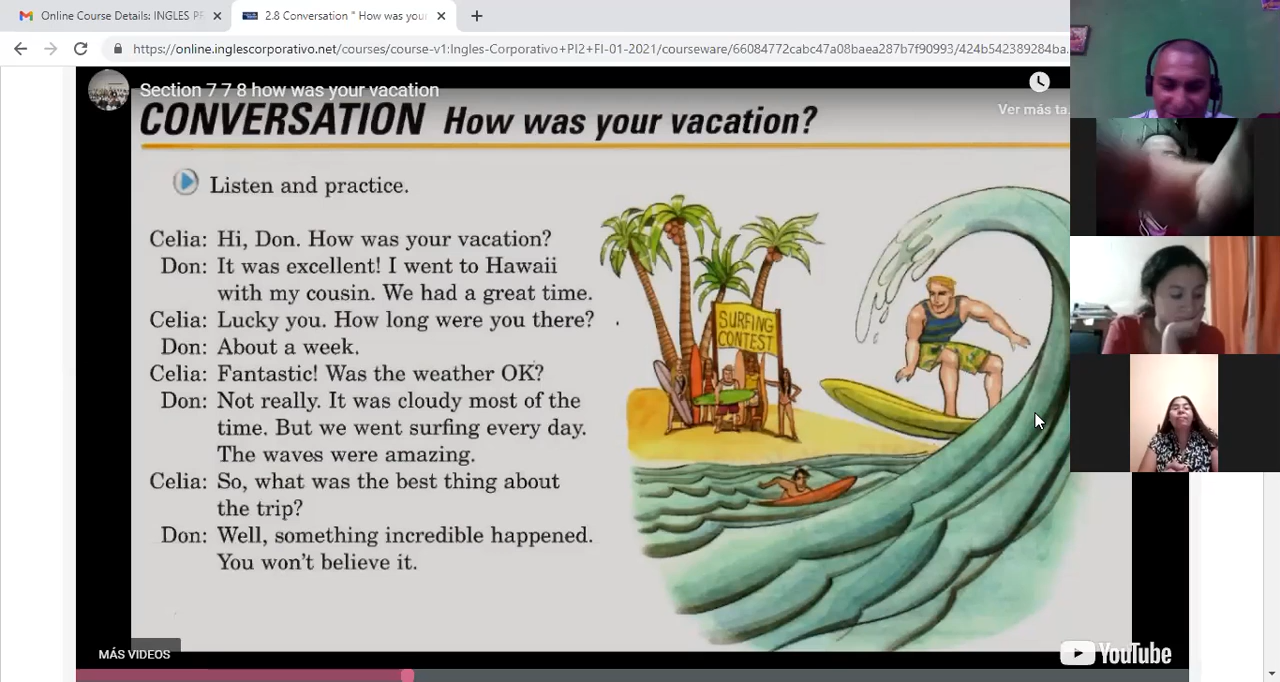 Online Course Details: INGLES PR
2.8 Conversation " How was your
https://online.inglescorporativo.net/courses/course-v1:Ingles-Corporativo+PI2+FI-01-2021/courseware/66084772cabc47a08baea287b7f90993/424b542389284ba
Section 7 7 8 how was your vacation
Ver más ta
CONVERSATION How was your vacation?
Listen and practice.
Celia: Hi, Don. How was your vacation?
Don: It was excellent! I went to Hawaii
with my cousin. We had a great time.
Celia: Lucky you. How long were you there?
Don: About a week.
Celia: Fantastic! Was the weather OK?
Don: Not really. It was cloudy most of the
time. But we went surfing every day.
The waves were amazing.
Celia: So, what was the best thing about
the trip?
Don: Well, something incredible happened.
You won't believe it.
SURFING
CONTEST
MÁS VIDEOS
YouTube